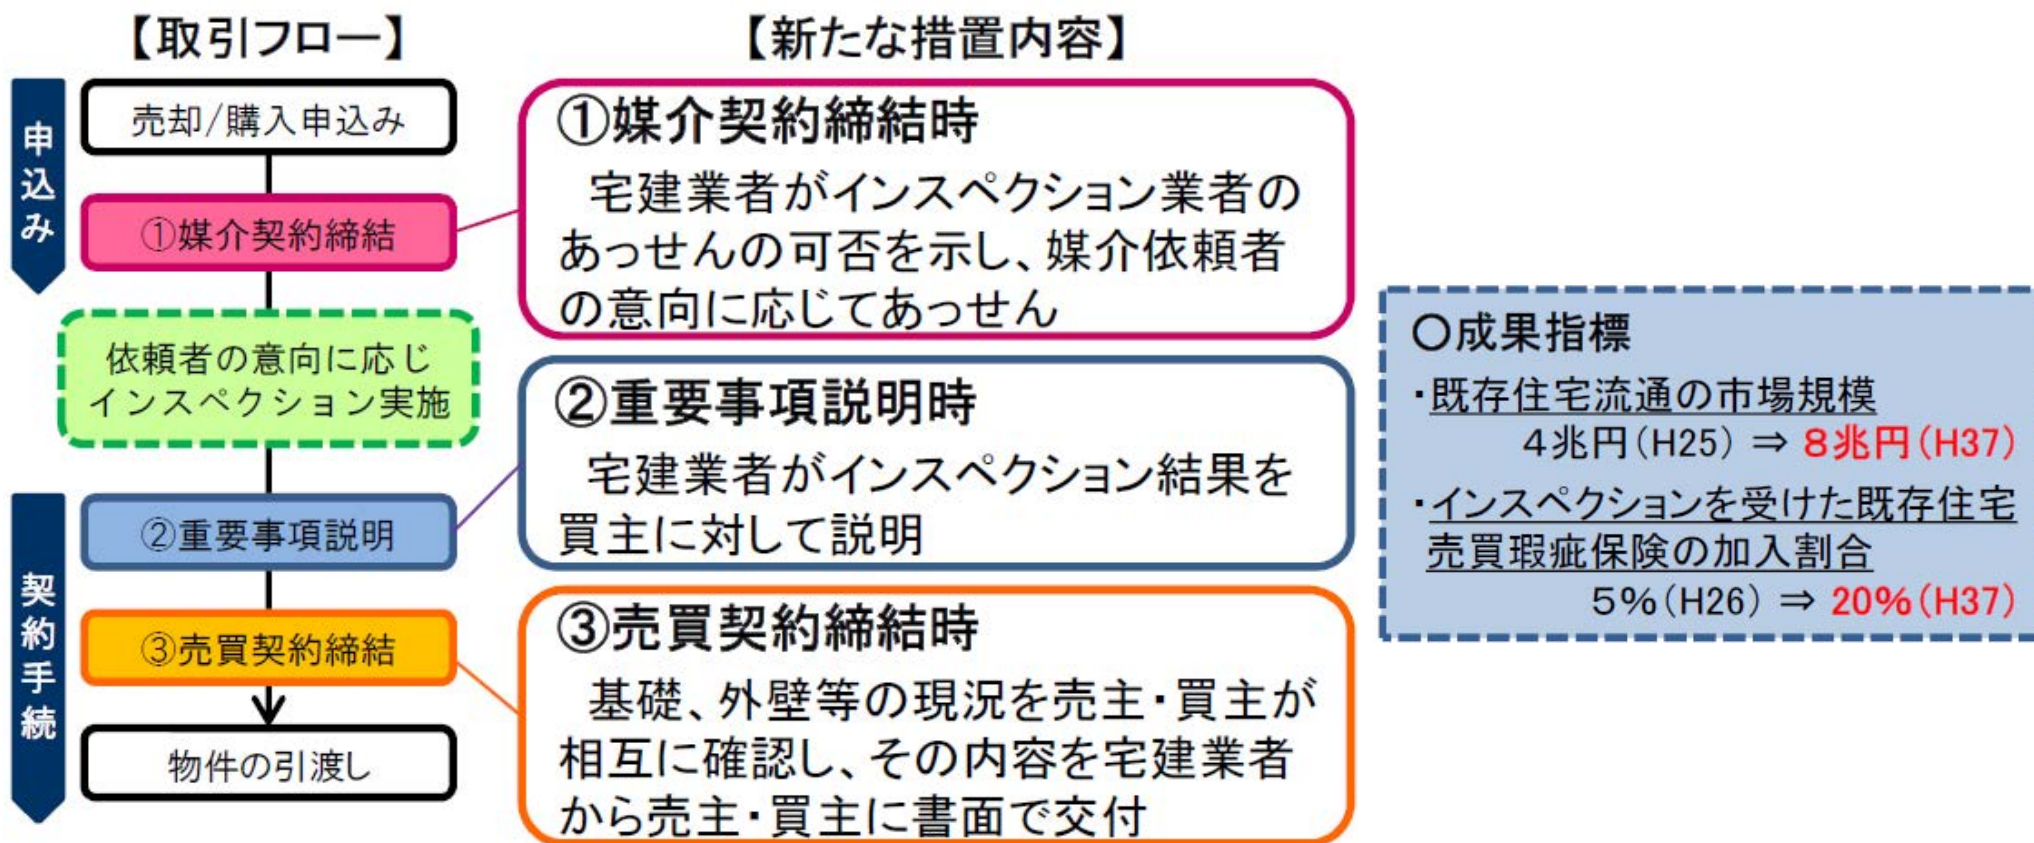 【取引フロー】
申込み
売却/購入申込み
①媒介契約締結
依頼者の意向に応じ
インスペクション実施
契約手続
②重要事項説明
③売買契約締結
物件の引渡し
【新たな措置内容】
①媒介契約締結時
宅建業者がインスペクション業者の
あっせんの可否を示し、媒介依頼者
の意向に応じてあっせん
②重要事項説明時
宅建業者がインスペクション結果を
買主に対して説明
③売買契約締結時
基礎、外壁等の現況を売主・買主が
相互に確認し、その内容を宅建業者
から売主・買主に書面で交付
○成果指標
・既存住宅流通の市場規模
4兆円(H25) ⇒ 8兆円(H37)
・インスペクションを受けた既存住宅
売買瑕疵保険の加入割合
5%(H26) ⇒ 20%(H37)